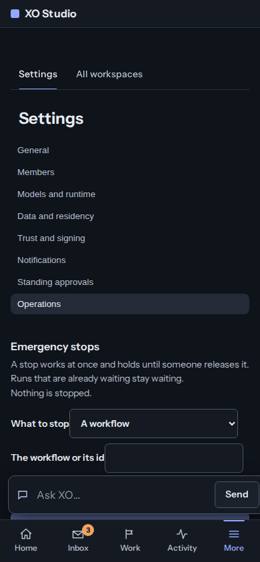 XO Studio
Settings All workspaces
Settings
General
Members
Models and runtime
Data and residency
Trust and signing
Notifications
Standing approvals
Operations
Emergency stops
A stop works at once and holds until someone releases it.
Runs that are already waiting stay waiting.
Nothing is stopped.
What to stop A workflow
The workflow or its id
Ask XO... Send
3
Home Inbox Work Activity More